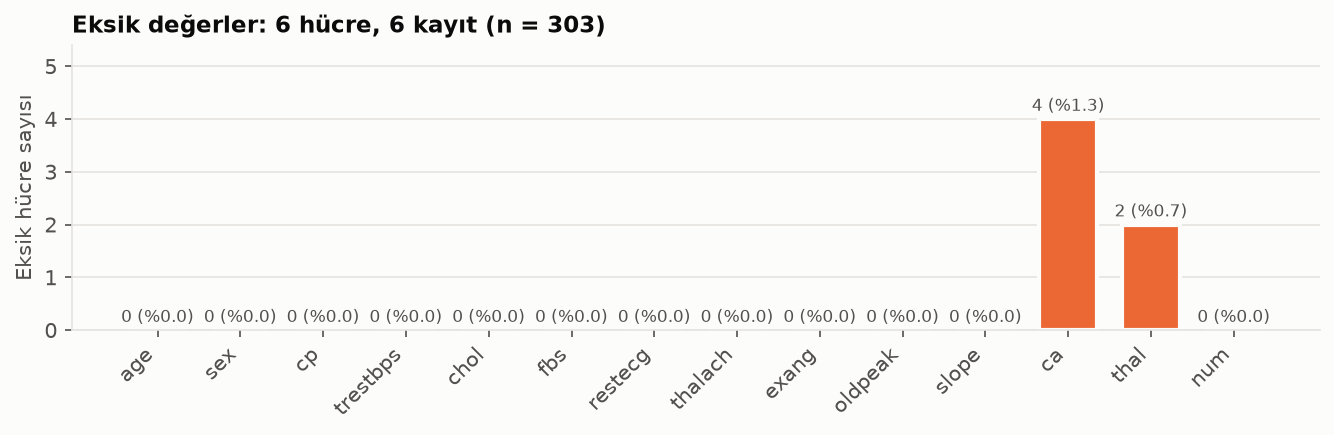 Eksik değerler: 6 hücre, 6 kayıt (n = 303)
Eksik hücre sayısı
5
4
3
2
1
0
0 (%0.0) 0 (%0.0) 0 (%0.0) 0 (%0.0) 0 (%0.0) 0 (%0.0) 0 (%0.0) 0 (%0.0) 0 (%0.0) 0 (%0.0) 0 (%0.0) 4 (%1.3) 2 (%0.7) 0 (%0.0)
age sex cp trestbps chol fbs restecg thalach exang oldpeak slope ca thal num